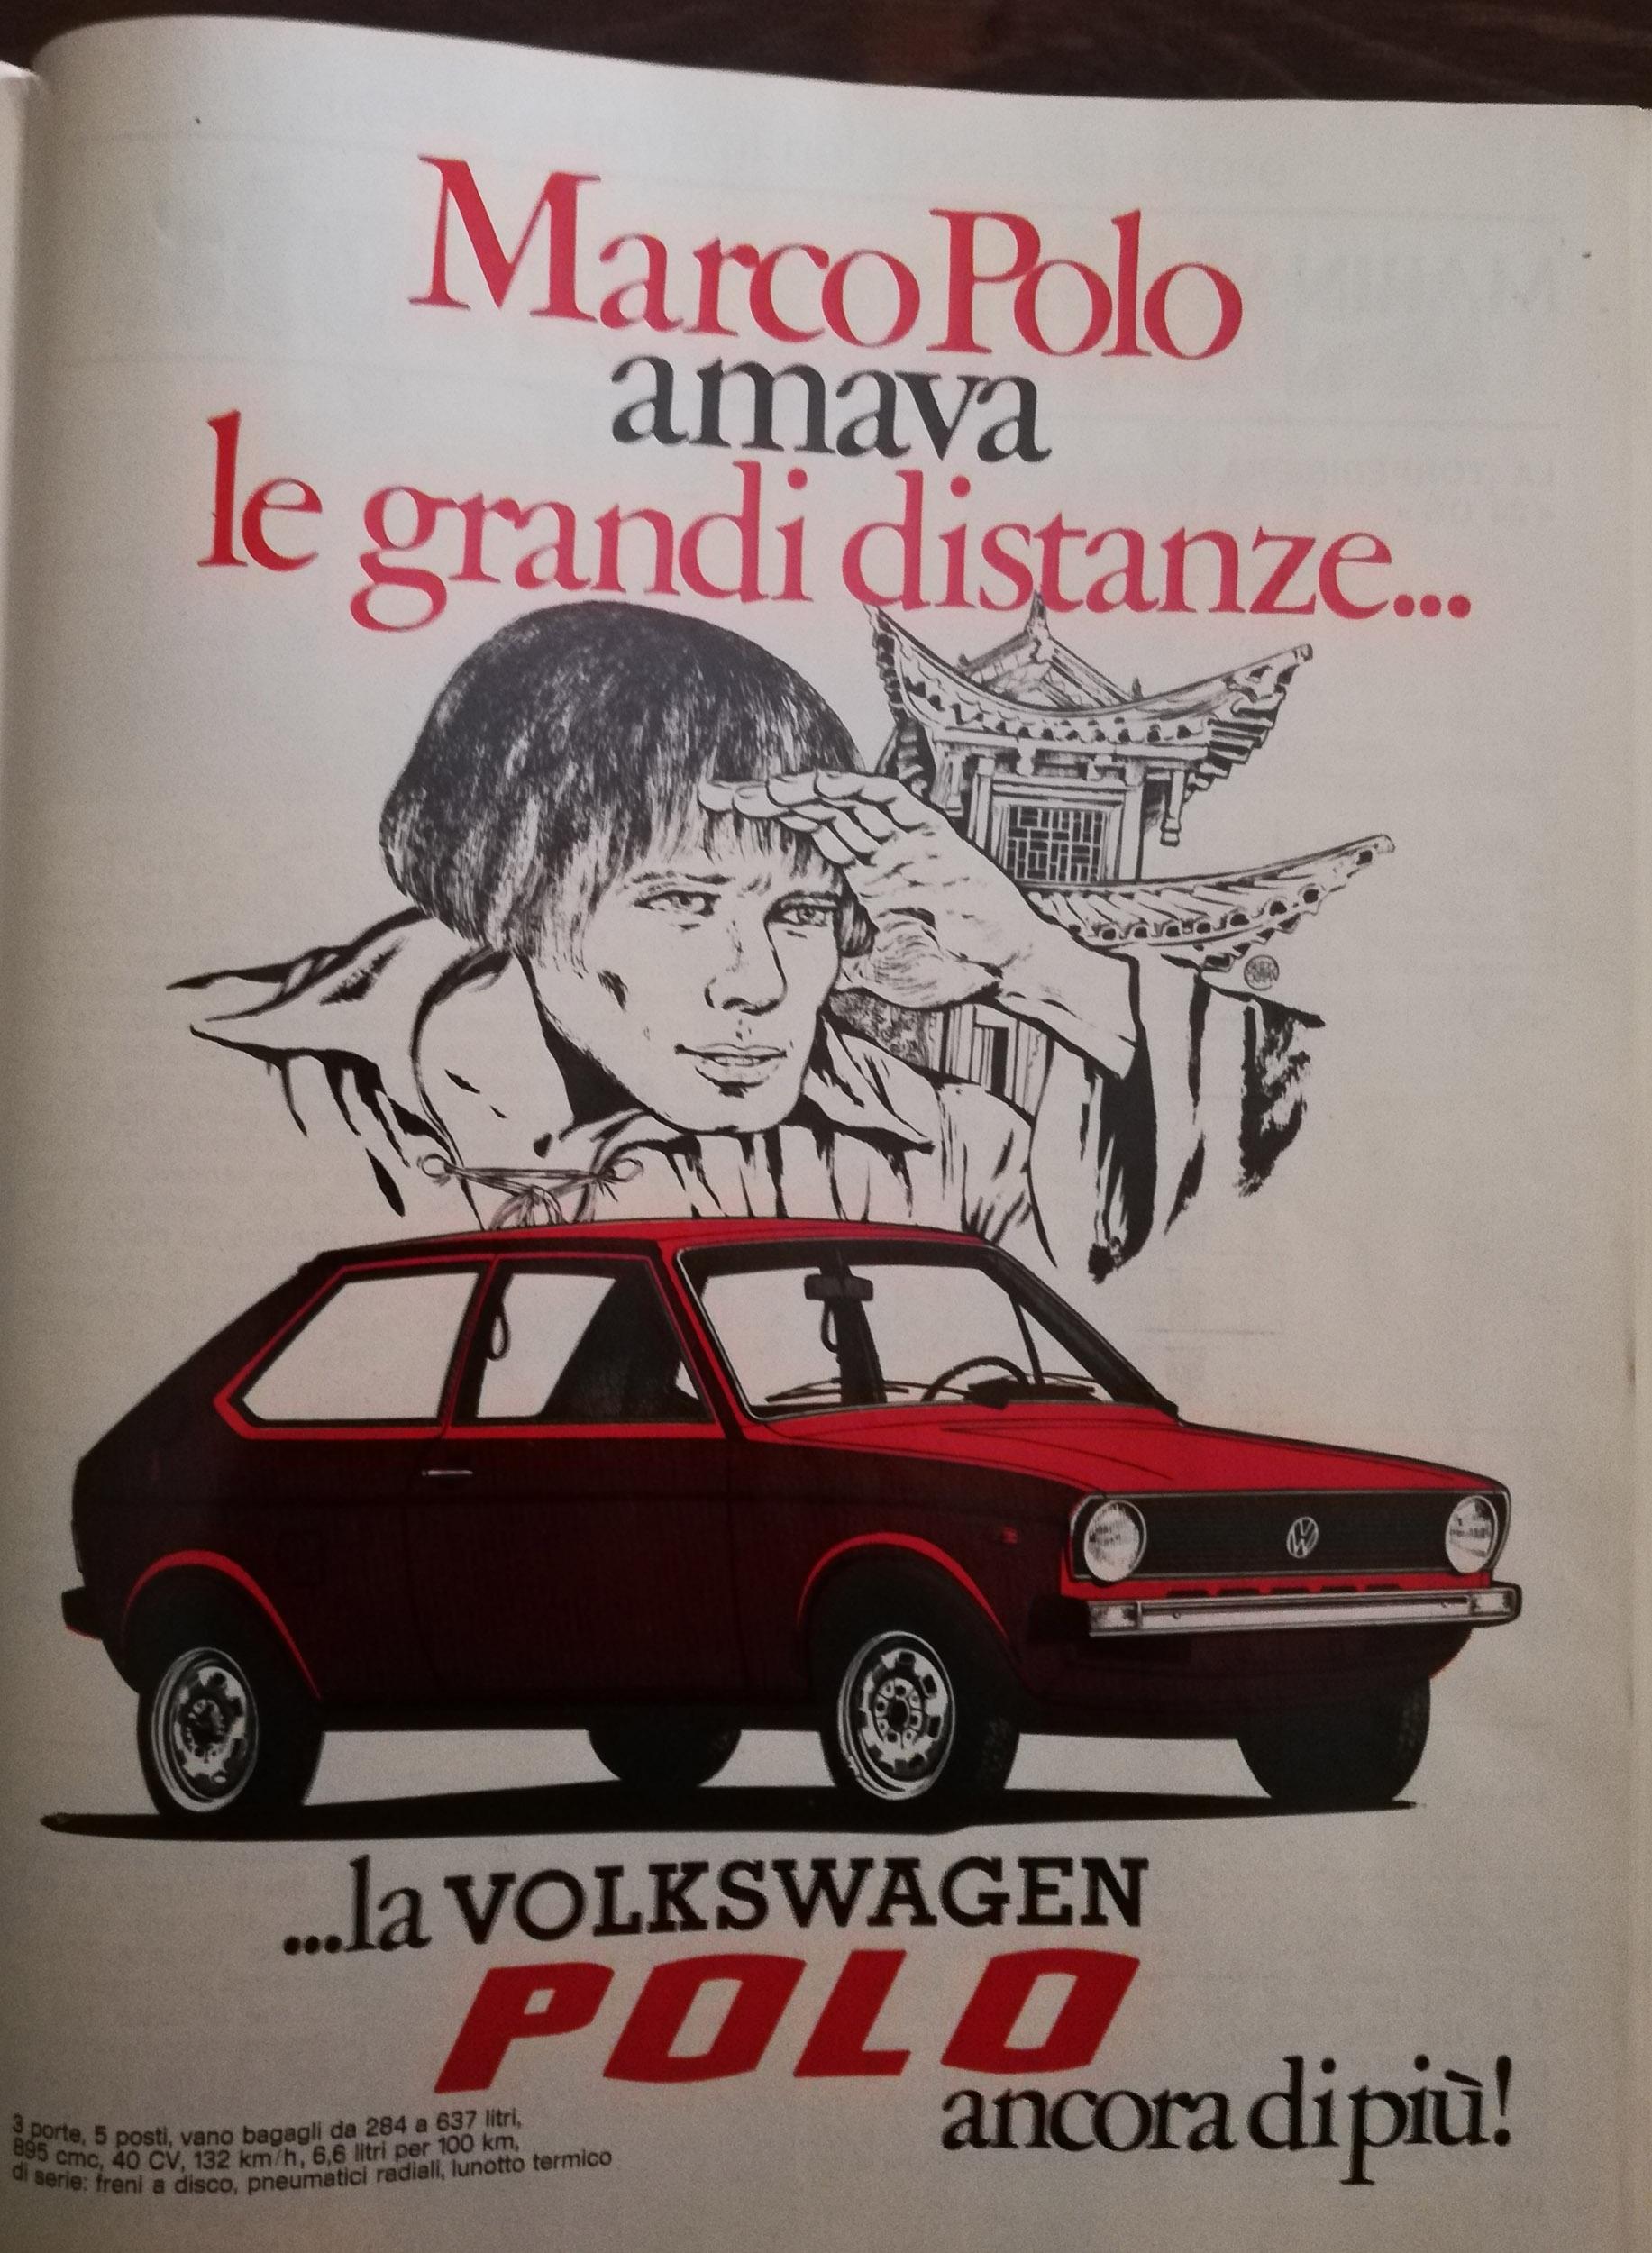 Marco Polo
amava
le grandi distanze...
...la VOLKSWAGEN
POLO
ancora di più!
3 porte, 5 posti, vano bagagli da 284 a 637 litri,
895 cmc, 40 CV, 132 km/h, 6,6 litri per 100 km,
di serie: freni a disco, pneumatici radiali, lunotto termico